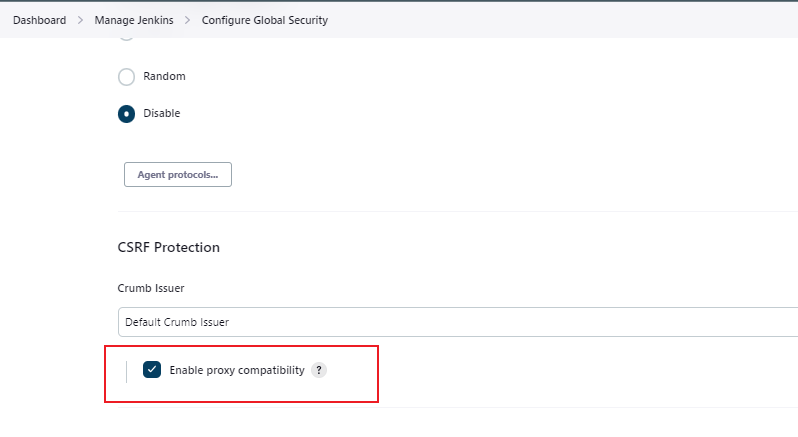 Dashboard > Manage Jenkins > Configure Global Security
Random
Disable
Agent protocols...
CSRF Protection
Crumb Issuer
Default Crumb Issuer
Enable proxy compatibility ?